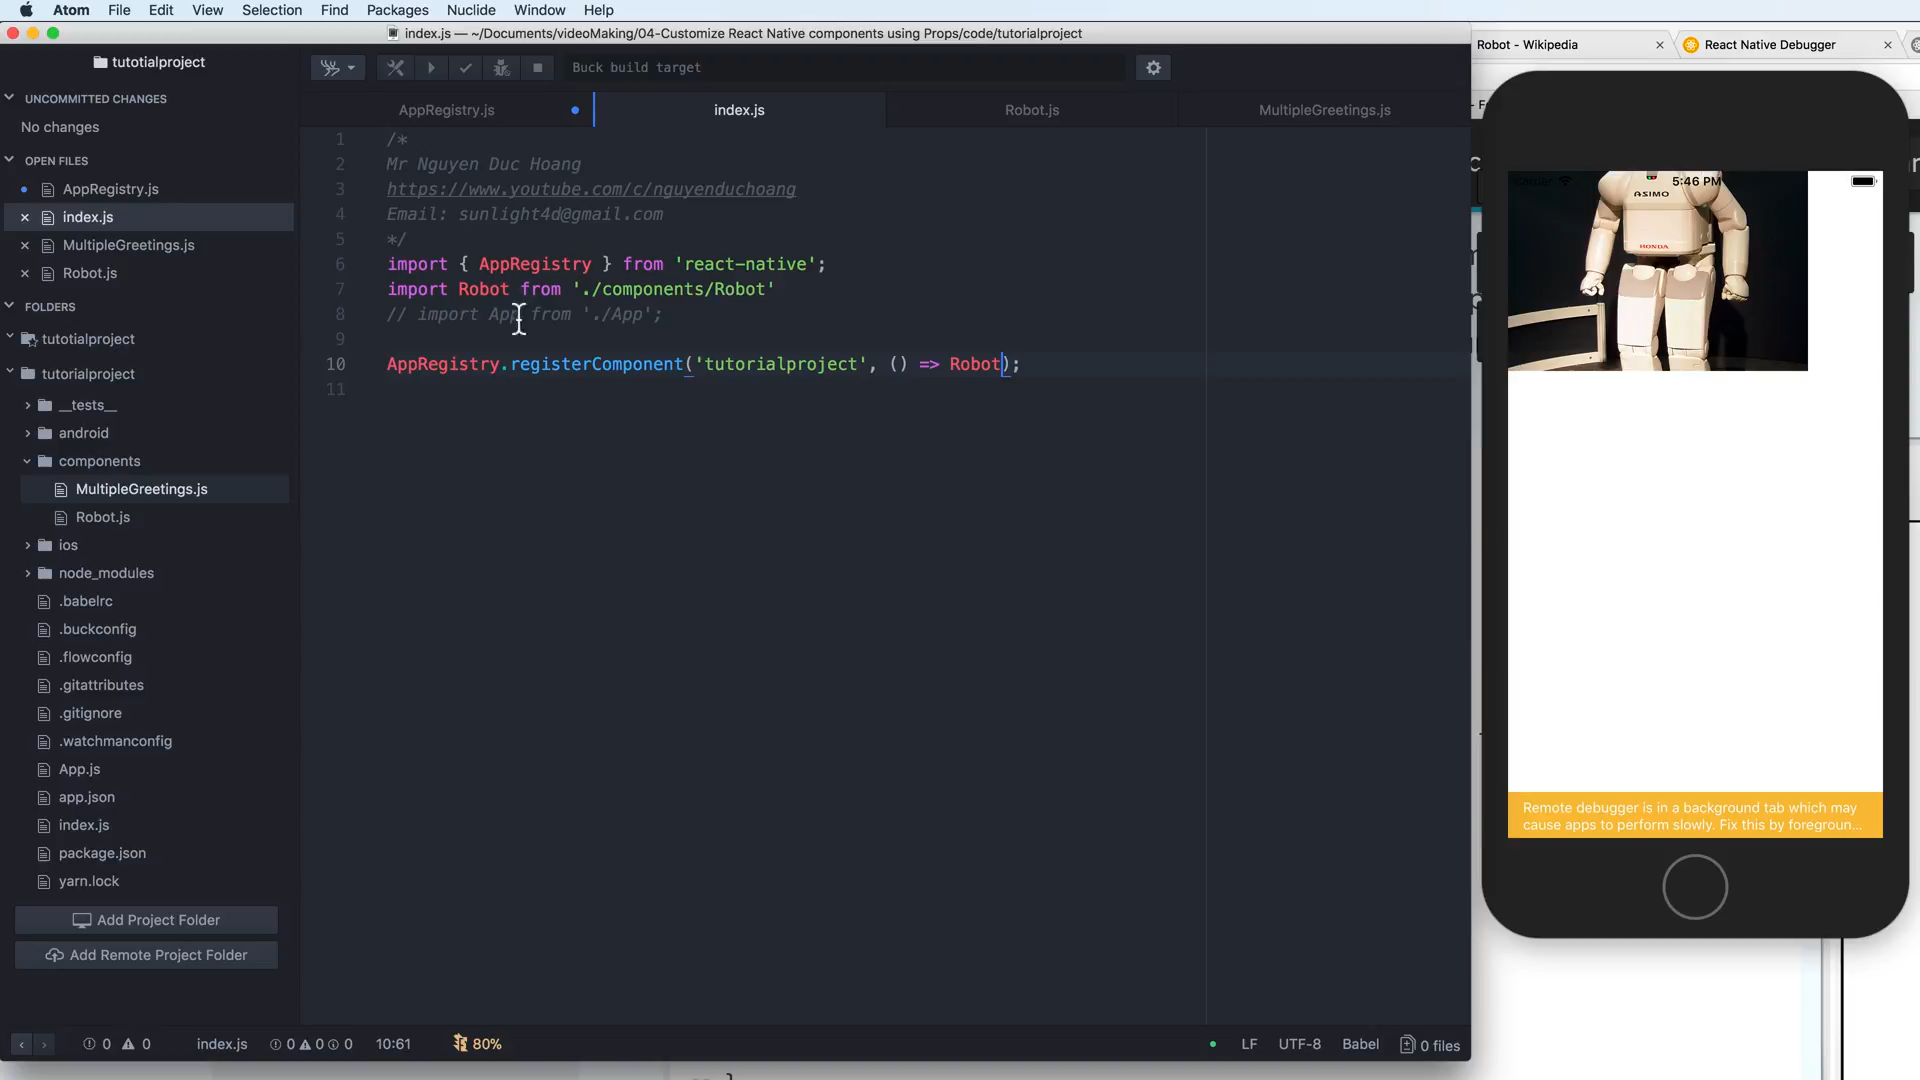 Atom File Edit View Selection Find Packages Nuclide Window Help
index.js — ~/Documents/videoMaking/04-Customize React Native components using Props/code/tutorialproject
Robot - Wikipedia
React Native Debugger
tutotialproject
Buck build target
AppRegistry.js
index.js
Robot.js
MultipleGreetings.js
UNCOMMITTED CHANGES
No changes
OPEN FILES
AppRegistry.js
index.js
MultipleGreetings.js
Robot.js
FOLDERS
tutotialproject
tutorialproject
__tests__
android
components
MultipleGreetings.js
Robot.js
ios
node_modules
.babelrc
.buckconfig
.flowconfig
.gitattributes
.gitignore
.watchmanconfig
App.js
app.json
index.js
package.json
yarn.lock
Add Project Folder
Add Remote Project Folder
1 /*
2 Mr Nguyen Duc Hoang
3 https://www.youtube.com/c/nguyenduchoang
4 Email: sunlight4d@gmail.com
5 */
6 import { AppRegistry } from 'react-native';
7 import Robot from './components/Robot'
8 // import App from './App';
9
10 AppRegistry.registerComponent('tutorialproject', () => Robot);
11
Carrier 5:46 PM
ASIMO
HONDA
Remote debugger is in a background tab which may
cause apps to perform slowly. Fix this by foregroun...
0 0 index.js 0 0 0 10:61 80% LF UTF-8 Babel 0 files